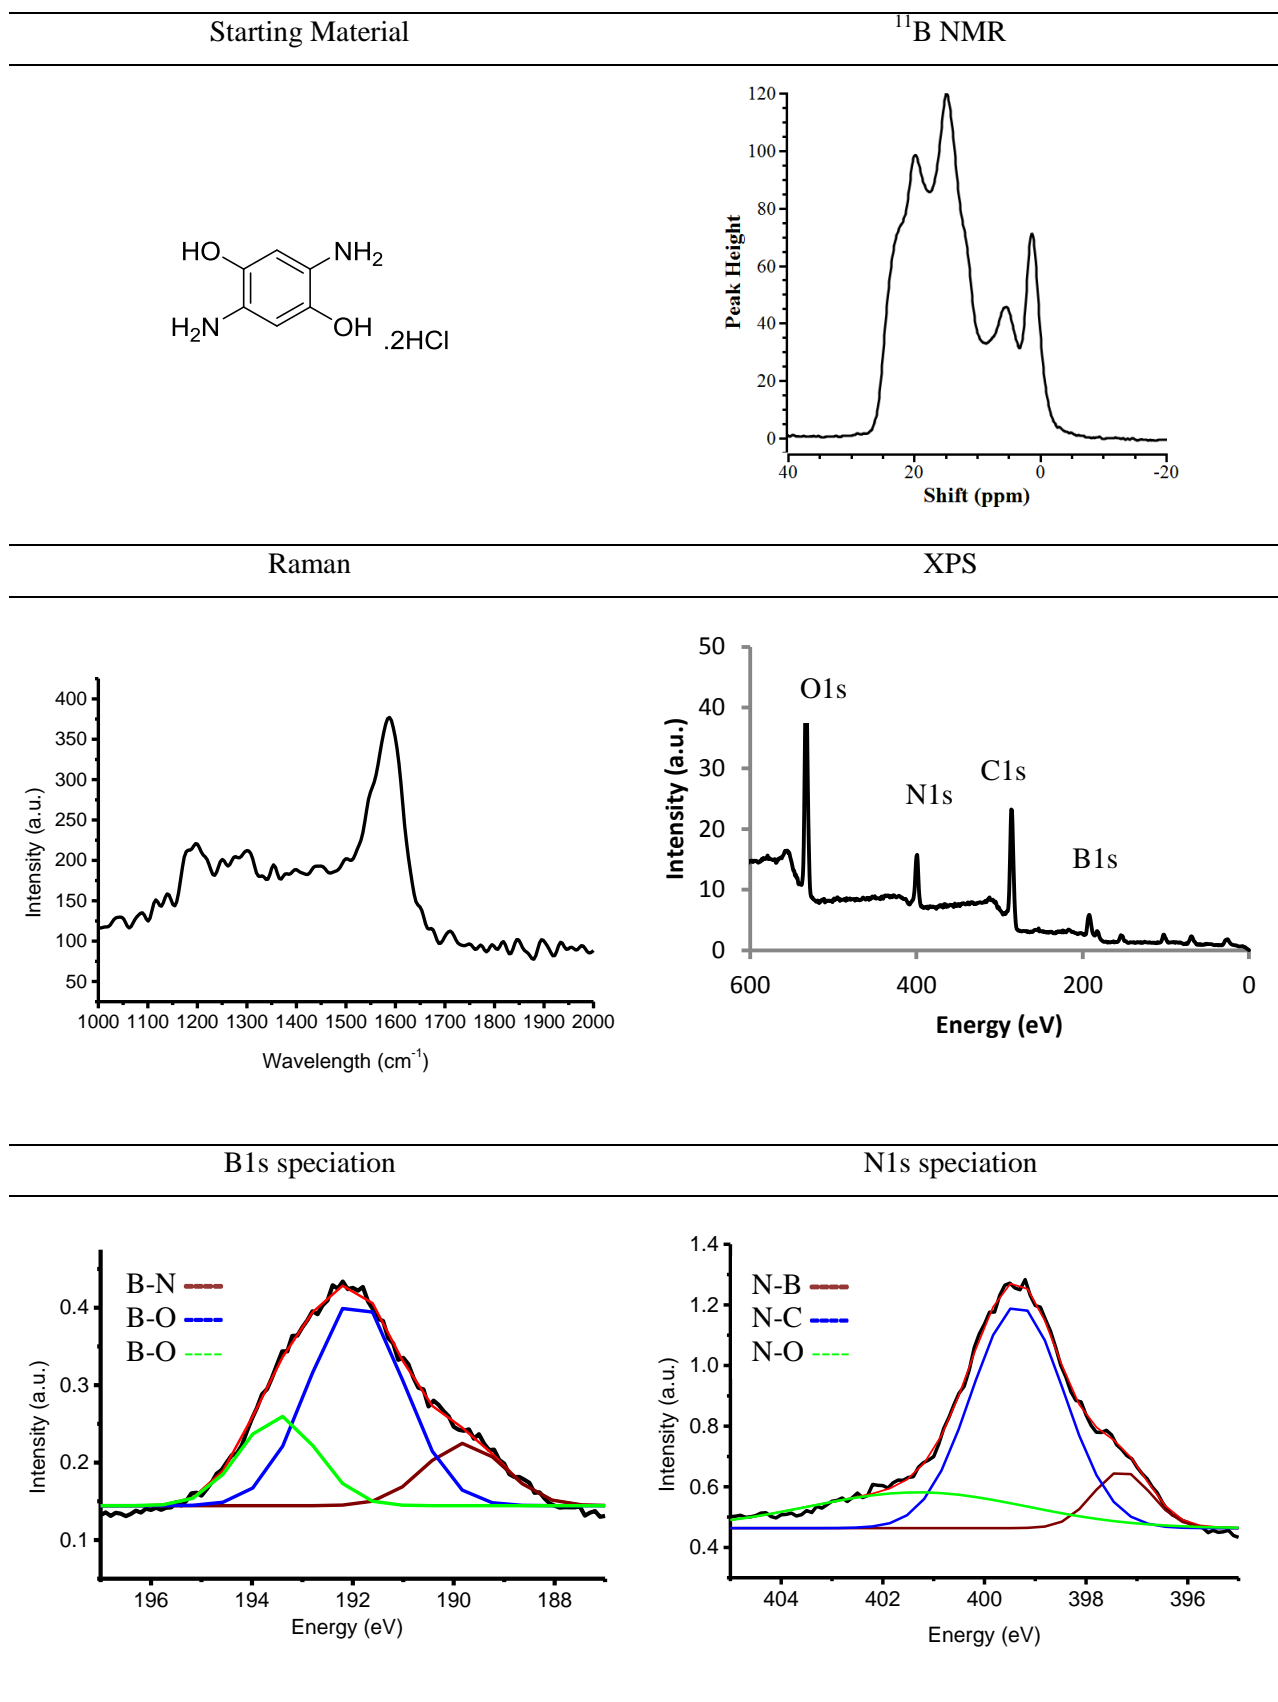 Starting Material
¹¹B NMR
HO
NH₂
H₂N
OH
.2HCl
120
100
80
60
40
20
0
Peak Height
40 20 0 -20
Shift (ppm)
Raman
XPS
400
350
300
250
200
150
100
50
Intensity (a.u.)
1000 1100 1200 1300 1400 1500 1600 1700 1800 1900 2000
Wavelength (cm⁻¹)
50
40
30
20
10
0
Intensity (a.u.)
O1s
N1s
C1s
B1s
600 400 200 0
Energy (eV)
B1s speciation
N1s speciation
B-N
B-O
B-O
0.4
0.3
0.2
0.1
Intensity (a.u.)
196 194 192 190 188
Energy (eV)
N-B
N-C
N-O
1.4
1.2
1.0
0.8
0.6
0.4
Intensity (a.u.)
404 402 400 398 396
Energy (eV)